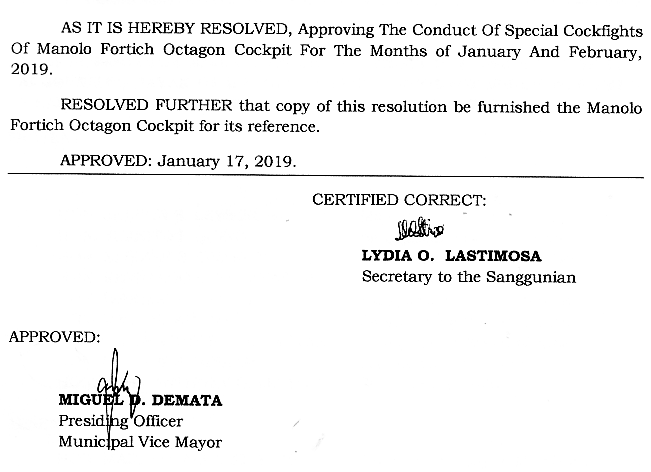 AS IT IS HEREBY RESOLVED, Approving The Conduct Of Special Cockfights
Of Manolo Fortich Octagon Cockpit For The Months of January And February,
2019.
RESOLVED FURTHER that copy of this resolution be furnished the Manolo
Fortich Octagon Cockpit for its reference.
APPROVED: January 17, 2019.
CERTIFIED CORRECT:
LYDIA O. LASTIMOSA
Secretary to the Sanggunian
APPROVED:
MIGUEL D. DEMATA
Presiding Officer
Municipal Vice Mayor